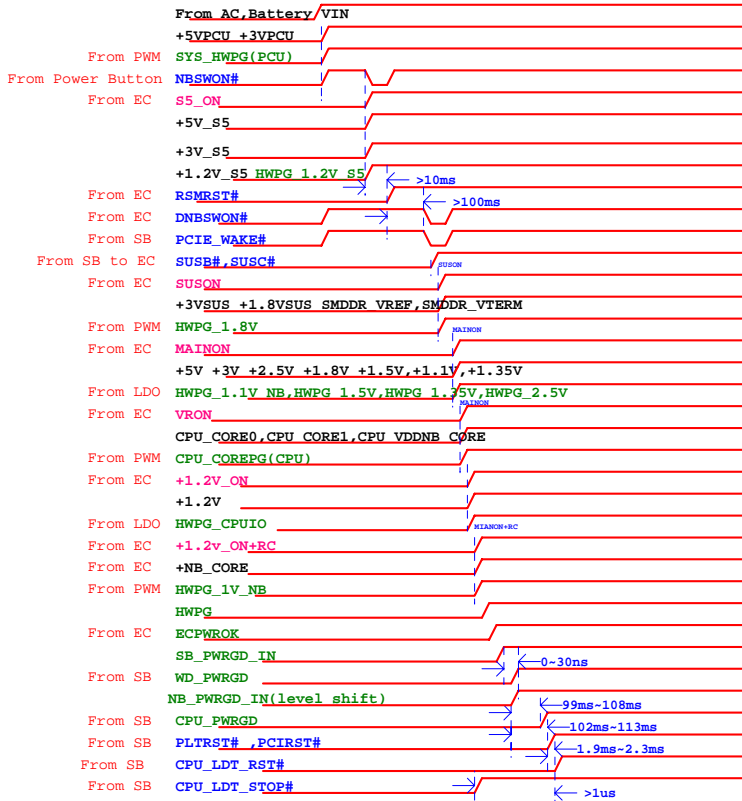 From AC,Battery VIN
+5VPCU +3VPCU
From PWM SYS_HWPG(PCU)
From Power Button NBSWON#
From EC S5_ON
+5V_S5
+3V_S5
+1.2V_S5 HWPG_1.2V_S5
>10ms
From EC RSMRST#
>100ms
From EC DNBSWON#
From SB PCIE_WAKE#
From SB to EC SUSB#,SUSC#
SUSON
From EC SUSON
+3VSUS +1.8VSUS SMDDR_VREF,SMDDR_VTERM
From PWM HWPG_1.8V
MAINON
From EC MAINON
+5V +3V +2.5V +1.8V +1.5V,+1.1V,+1.35V
From LDO HWPG_1.1V_NB,HWPG_1.5V,HWPG_1.35V,HWPG_2.5V
MAINON
From EC VRON
CPU_CORE0,CPU_CORE1,CPU_VDDNB_CORE
From PWM CPU_COREPG(CPU)
From EC +1.2V_ON
+1.2V
From LDO HWPG_CPUIO
MIANON+RC
From EC +1.2v_ON+RC
From EC +NB_CORE
From PWM HWPG_1V_NB
HWPG
From EC ECPWROK
SB_PWRGD_IN
0~30ns
From SB WD_PWRGD
NB_PWRGD_IN(level shift)
99ms~108ms
From SB CPU_PWRGD
102ms~113ms
From SB PLTRST# ,PCIRST#
1.9ms~2.3ms
From SB CPU_LDT_RST#
From SB CPU_LDT_STOP#
>1us